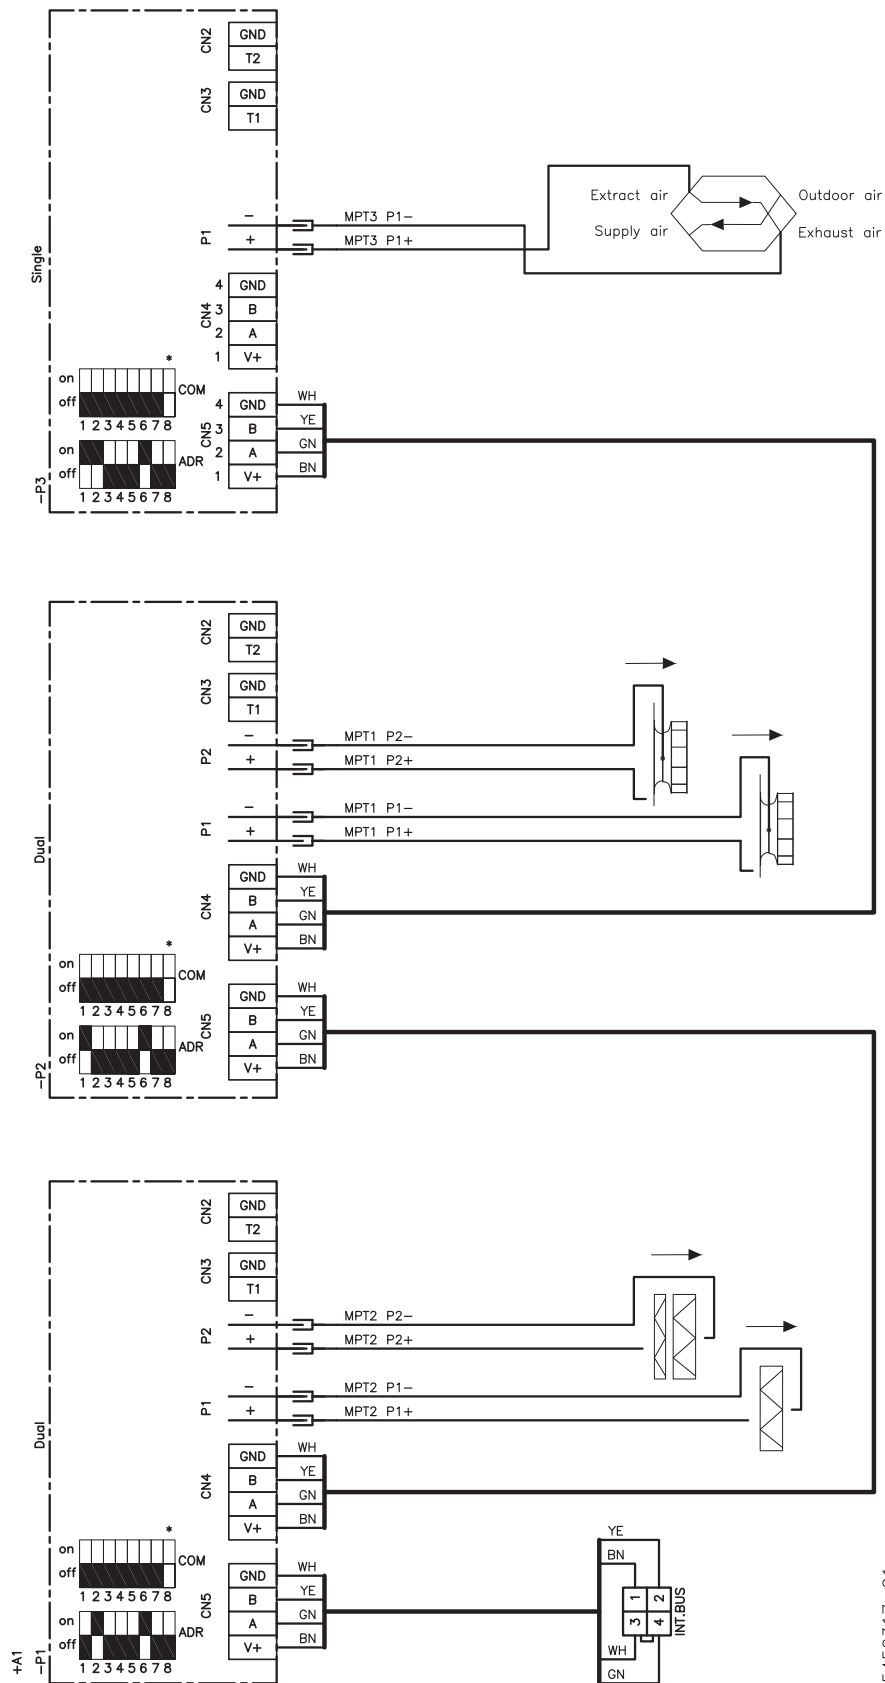 CN2
GND
T2
CN3
GND
T1
P1
− MPT3 P1−
+ MPT3 P1+
Extract air
Outdoor air
Supply air
Exhaust air
Single
CN4
4 GND
3 B
2 A
1 V+
*
on
off
COM
1 2 3 4 5 6 7 8
on
off
ADR
1 2 3 4 5 6 7 8
CN5
4 GND WH
3 B YE
2 A GN
1 V+ BN
−P3
CN2
GND
T2
CN3
GND
T1
P2
− MPT1 P2−
+ MPT1 P2+
P1
− MPT1 P1−
+ MPT1 P1+
Dual
CN4
GND WH
B YE
A GN
V+ BN
*
on
off
COM
1 2 3 4 5 6 7 8
on
off
ADR
1 2 3 4 5 6 7 8
CN5
GND WH
B YE
A GN
V+ BN
−P2
CN2
GND
T2
CN3
GND
T1
P2
− MPT2 P2−
+ MPT2 P2+
P1
− MPT2 P1−
+ MPT2 P1+
Dual
CN4
GND WH
B YE
A GN
V+ BN
*
on
off
COM
1 2 3 4 5 6 7 8
on
off
ADR
1 2 3 4 5 6 7 8
CN5
GND WH
B YE
A GN
V+ BN
YE
BN
1 2
3 4
INT.BUS
WH
GN
−P1
+A1